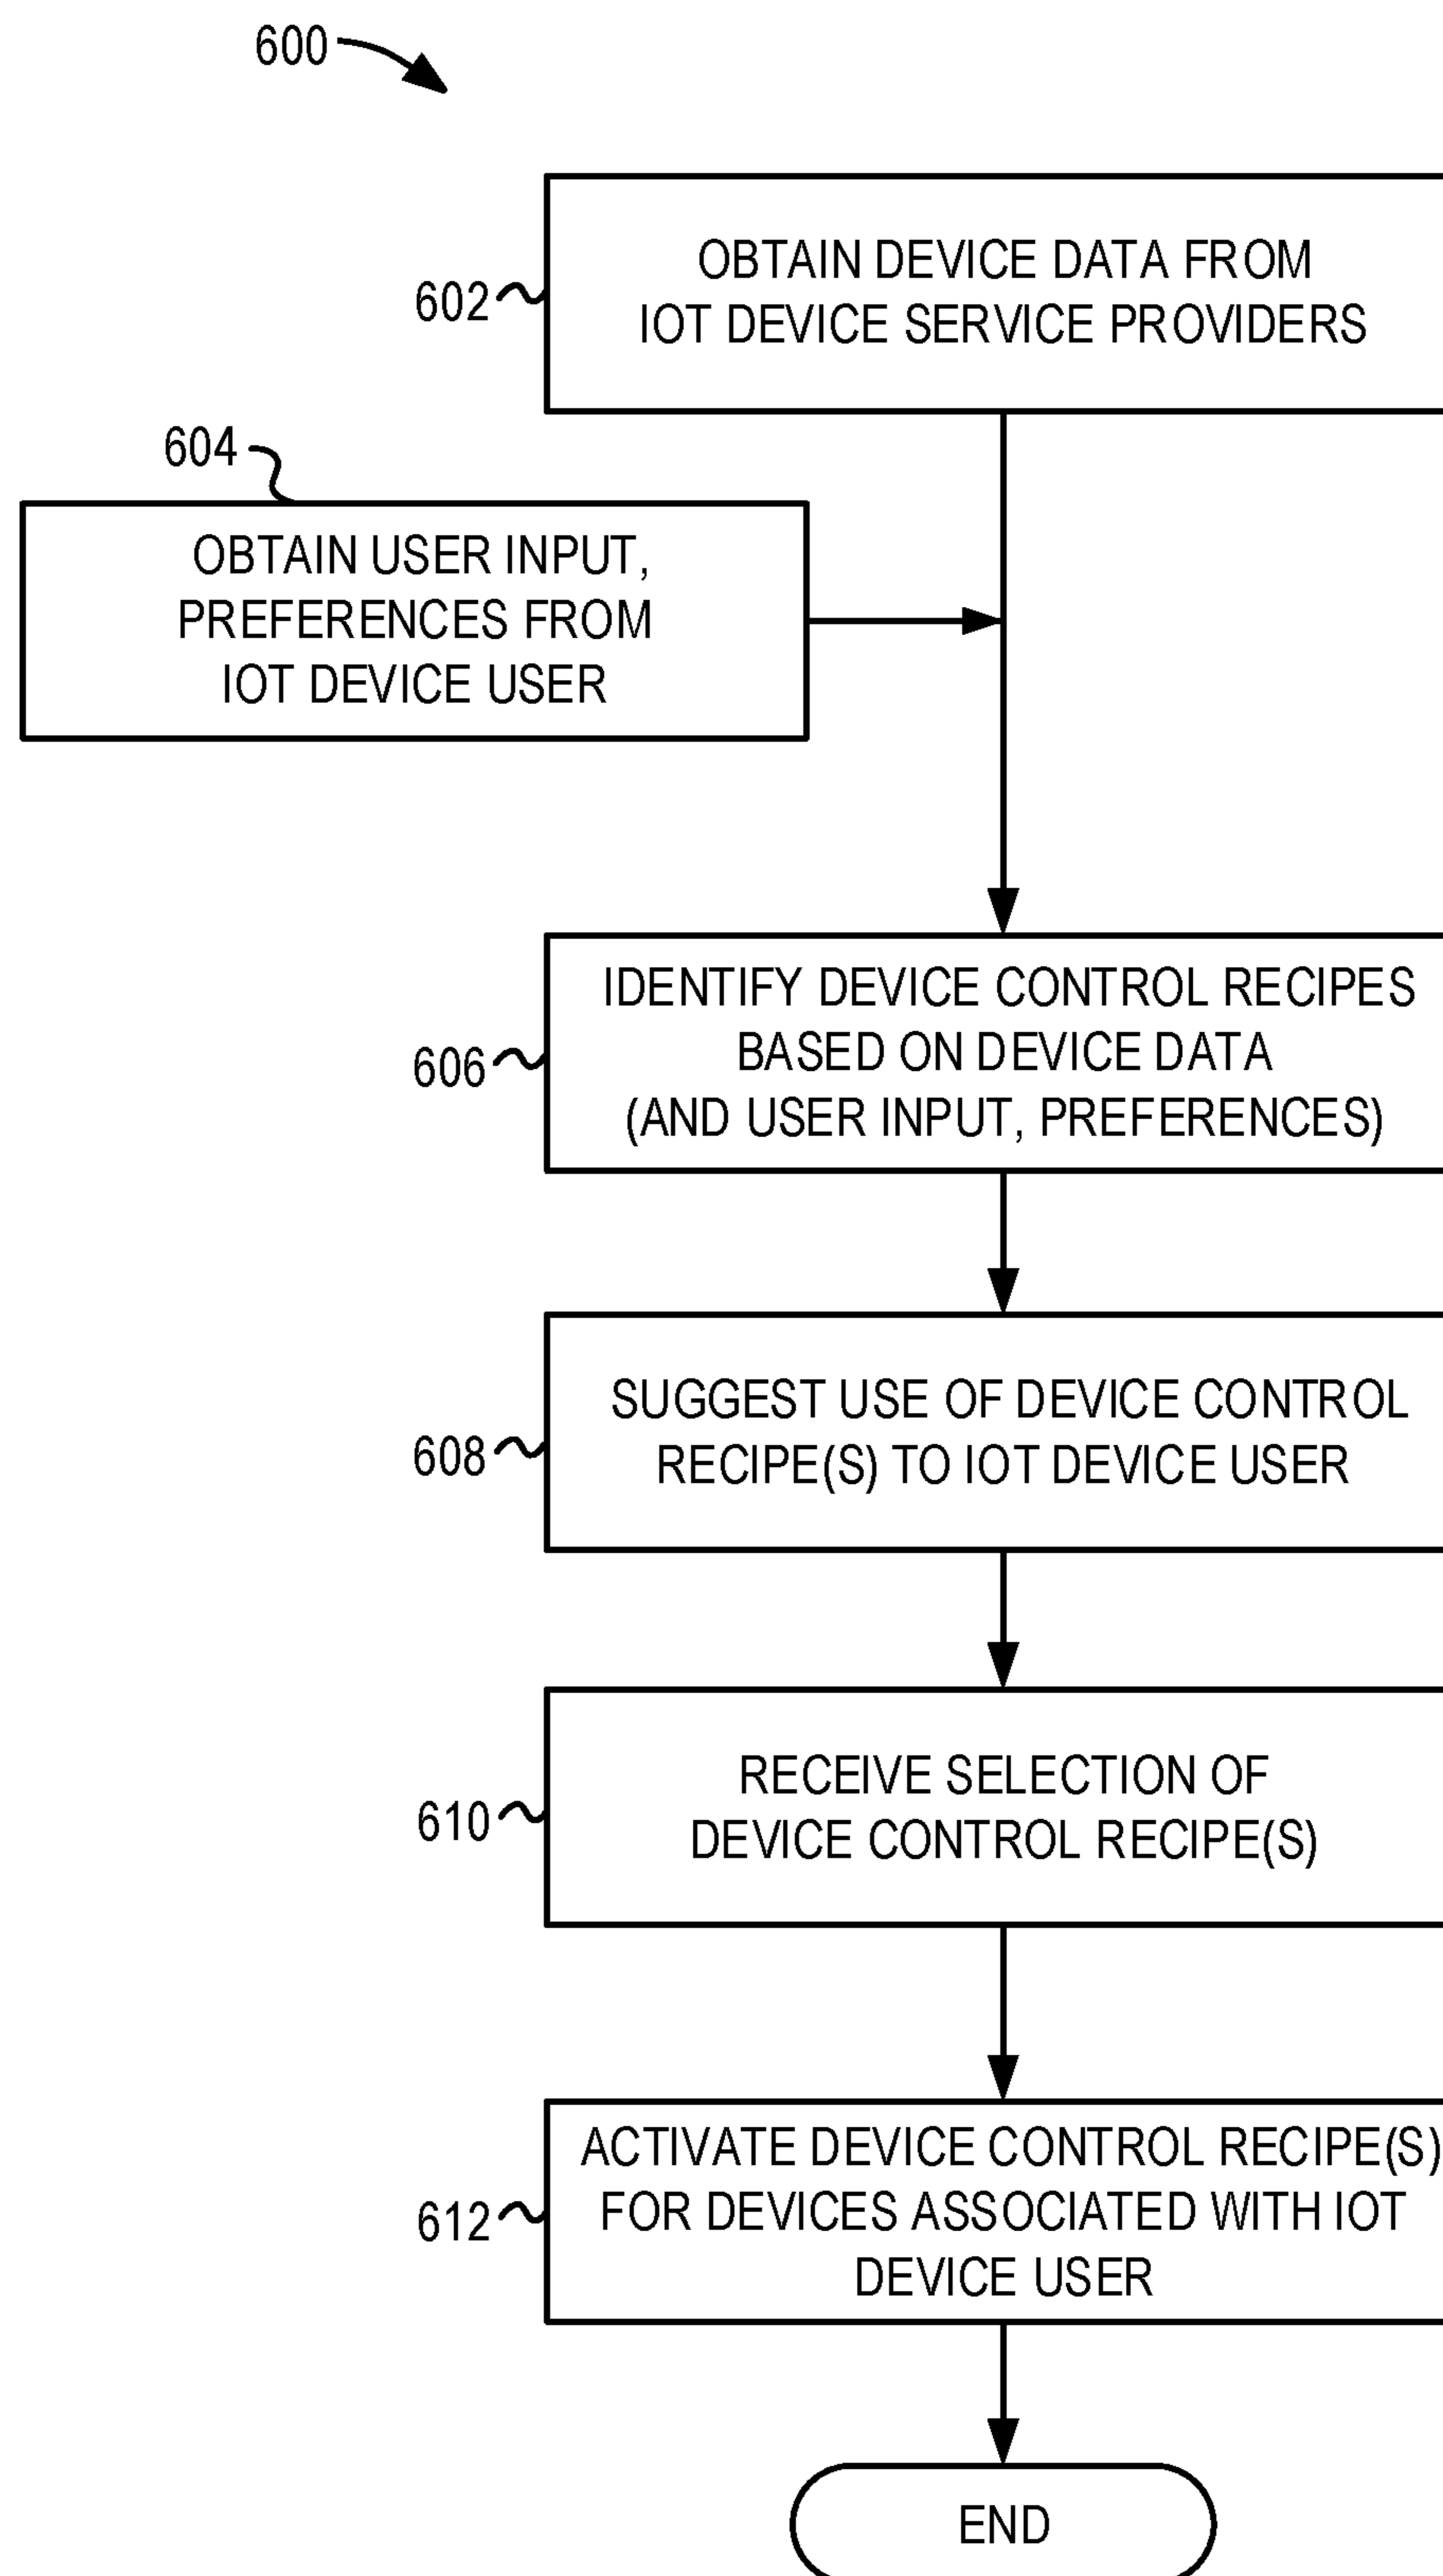 600
602
OBTAIN DEVICE DATA FROM
IOT DEVICE SERVICE PROVIDERS
604
OBTAIN USER INPUT,
PREFERENCES FROM
IOT DEVICE USER
606
IDENTIFY DEVICE CONTROL RECIPES
BASED ON DEVICE DATA
(AND USER INPUT, PREFERENCES)
608
SUGGEST USE OF DEVICE CONTROL
RECIPE(S) TO IOT DEVICE USER
610
RECEIVE SELECTION OF
DEVICE CONTROL RECIPE(S)
612
ACTIVATE DEVICE CONTROL RECIPE(S)
FOR DEVICES ASSOCIATED WITH IOT
DEVICE USER
END